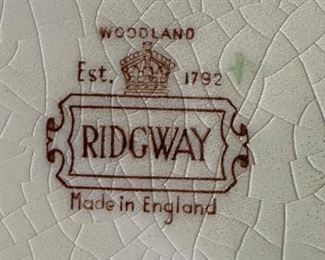 WOODLAND
Est. 1792
RIDGWAY
Made in England